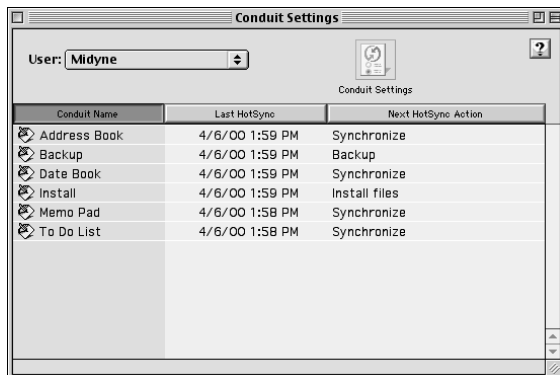 Conduit Settings
User: Midyne
?
Conduit Settings
Conduit Name Last HotSync Next HotSync Action
Address Book 4/6/00 1:59 PM Synchronize
Backup 4/6/00 1:59 PM Backup
Date Book 4/6/00 1:59 PM Synchronize
Install 4/6/00 1:59 PM Install files
Memo Pad 4/6/00 1:58 PM Synchronize
To Do List 4/6/00 1:58 PM Synchronize